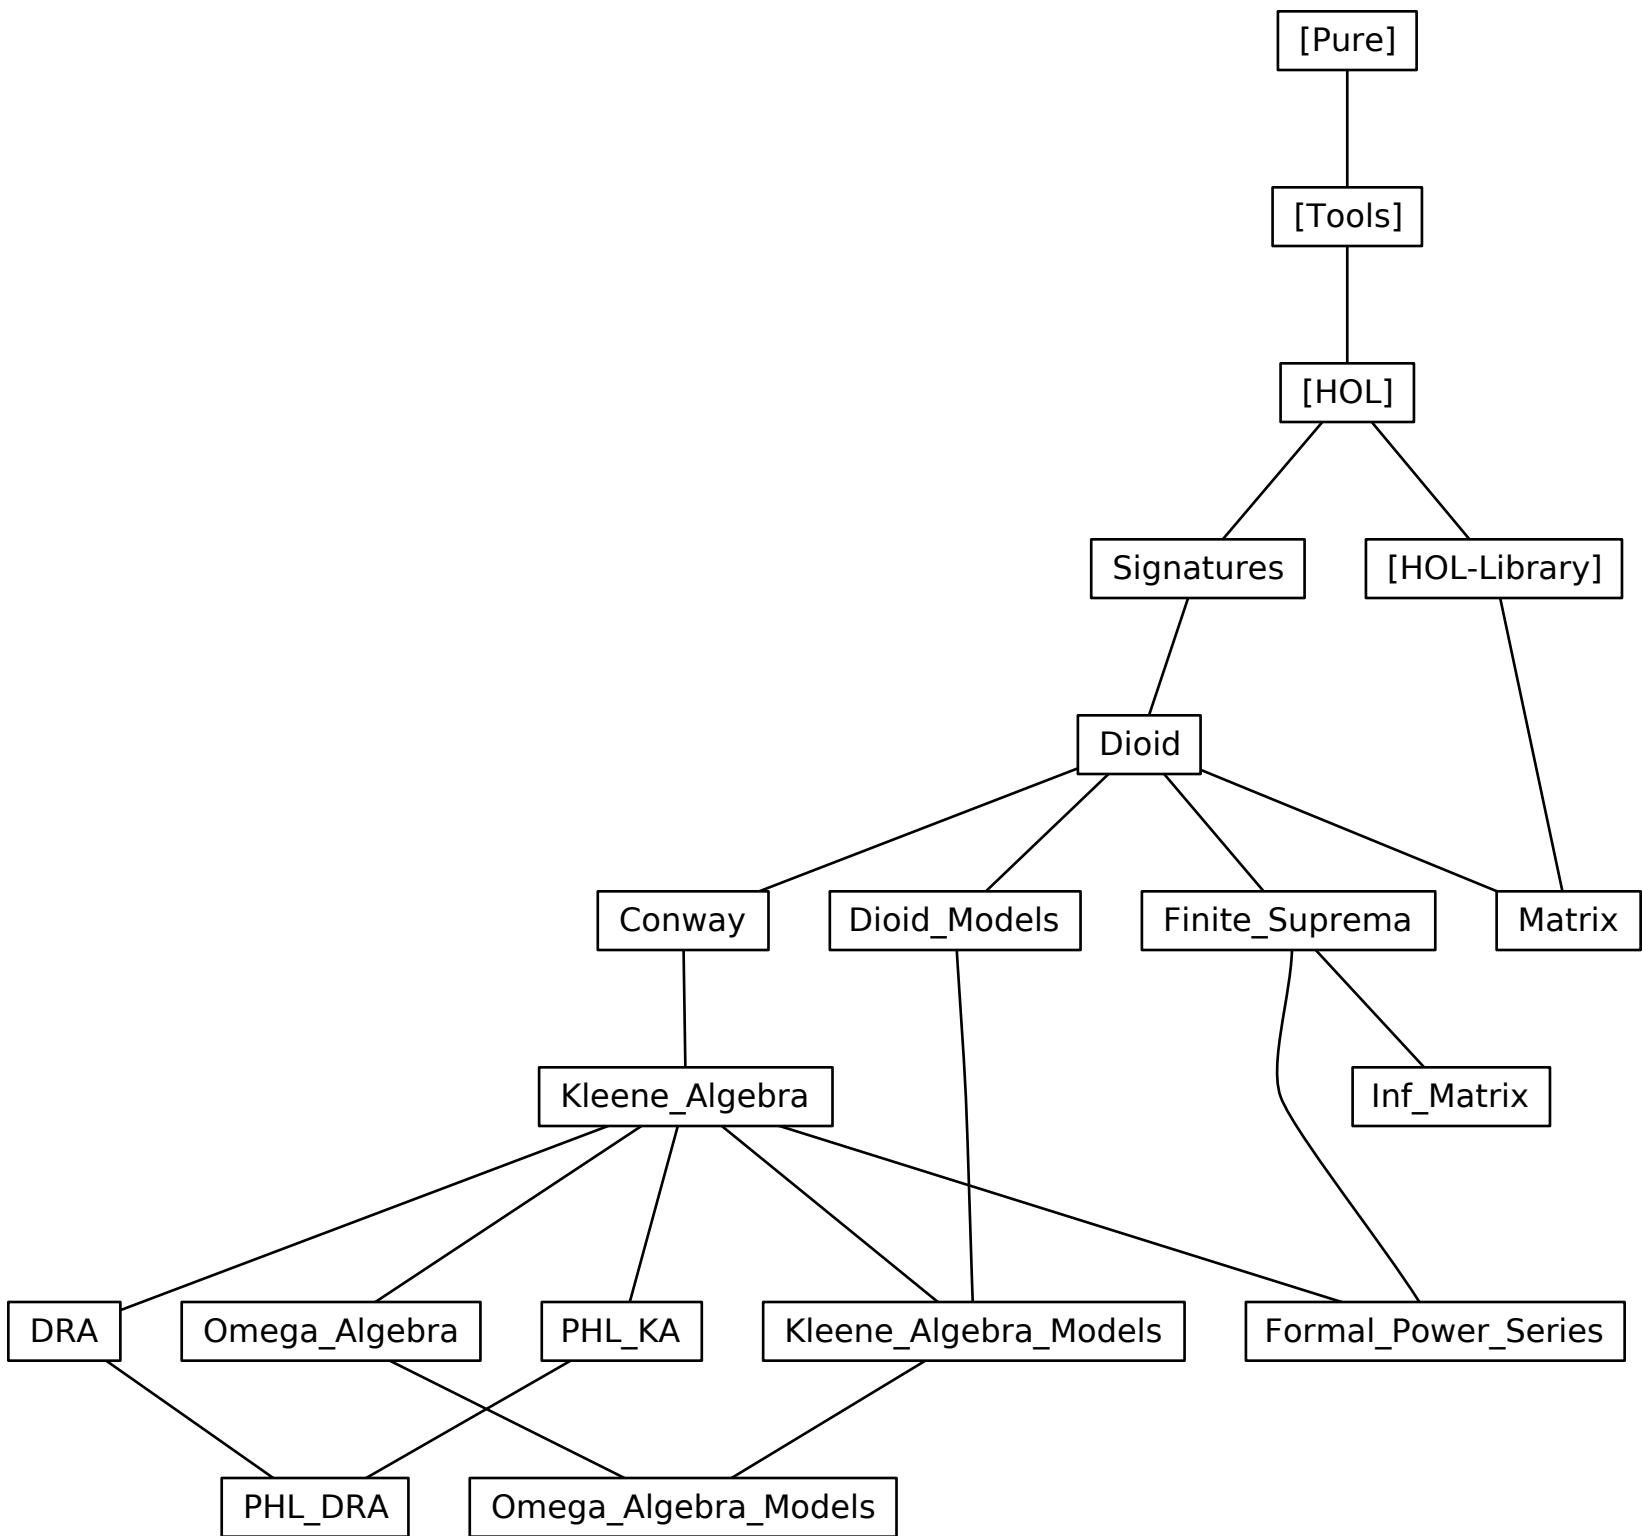 [Pure]
[Tools]
[HOL]
Signatures
[HOL-Library]
Dioid
Conway
Dioid_Models
Finite_Suprema
Matrix
Kleene_Algebra
Inf_Matrix
DRA
Omega_Algebra
PHL_KA
Kleene_Algebra_Models
Formal_Power_Series
PHL_DRA
Omega_Algebra_Models